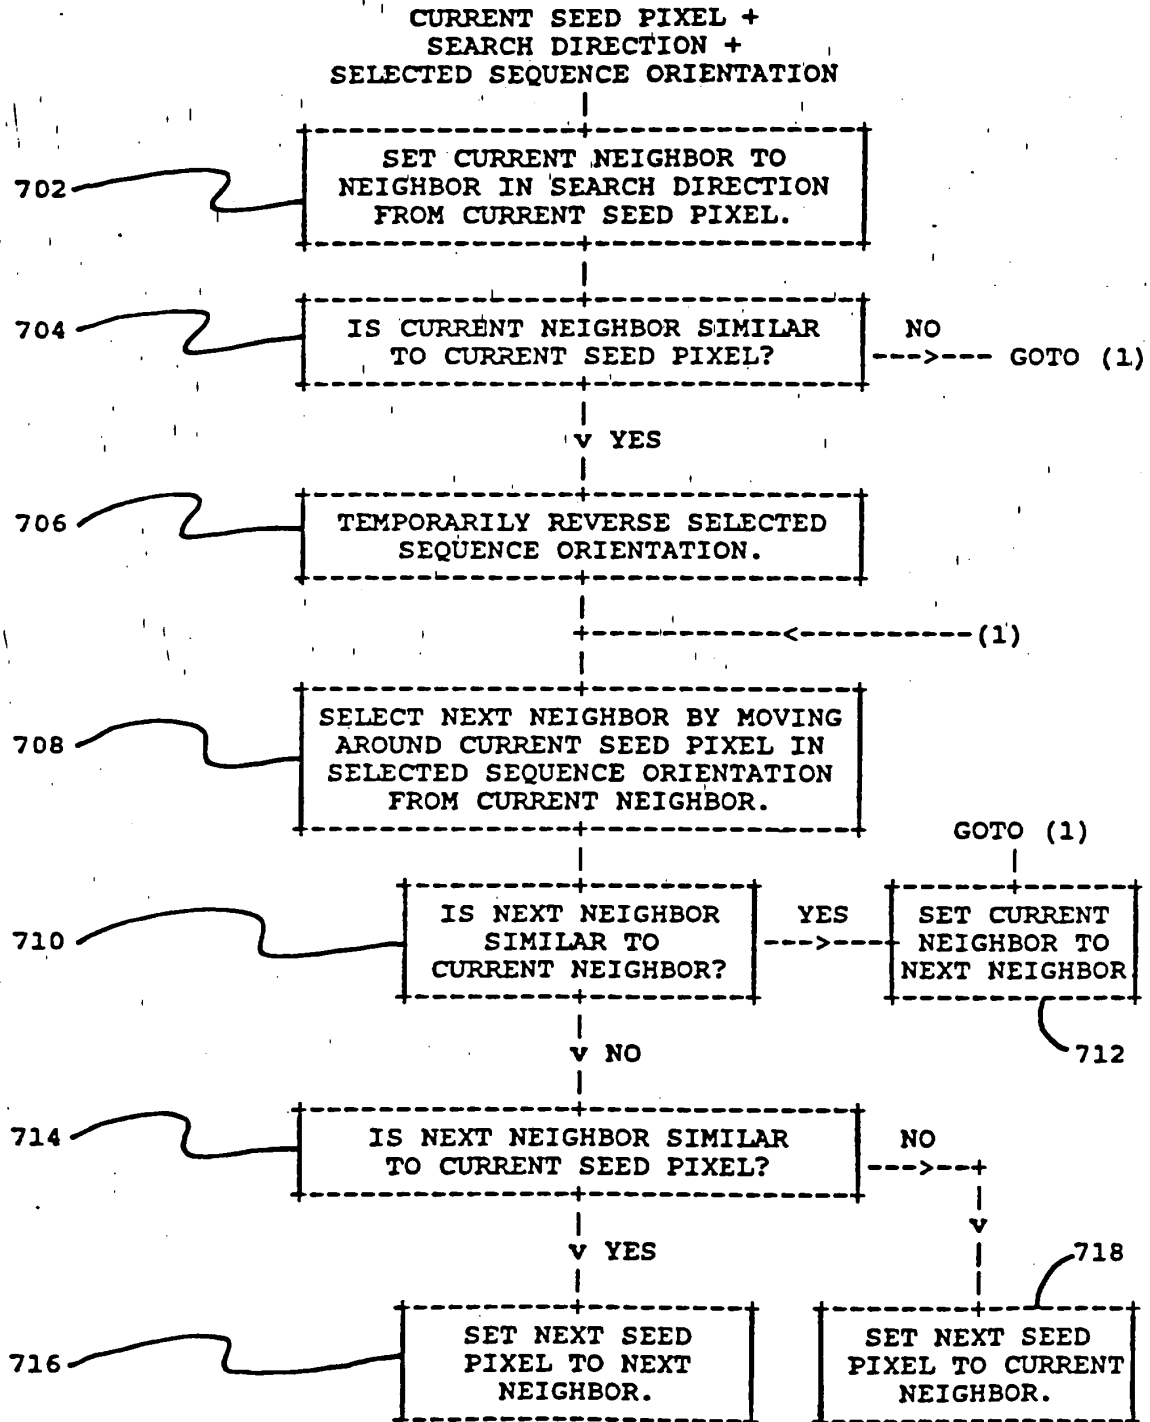 CURRENT SEED PIXEL +
SEARCH DIRECTION +
SELECTED SEQUENCE ORIENTATION
702
SET CURRENT NEIGHBOR TO
NEIGHBOR IN SEARCH DIRECTION
FROM CURRENT SEED PIXEL.
704
IS CURRENT NEIGHBOR SIMILAR
TO CURRENT SEED PIXEL?
NO
GOTO (1)
YES
706
TEMPORARILY REVERSE SELECTED
SEQUENCE ORIENTATION.
(1)
708
SELECT NEXT NEIGHBOR BY MOVING
AROUND CURRENT SEED PIXEL IN
SELECTED SEQUENCE ORIENTATION
FROM CURRENT NEIGHBOR.
GOTO (1)
710
IS NEXT NEIGHBOR
SIMILAR TO
CURRENT NEIGHBOR?
YES
SET CURRENT
NEIGHBOR TO
NEXT NEIGHBOR
712
NO
714
IS NEXT NEIGHBOR SIMILAR
TO CURRENT SEED PIXEL?
NO
YES
718
716
SET NEXT SEED
PIXEL TO NEXT
NEIGHBOR.
SET NEXT SEED
PIXEL TO CURRENT
NEIGHBOR.